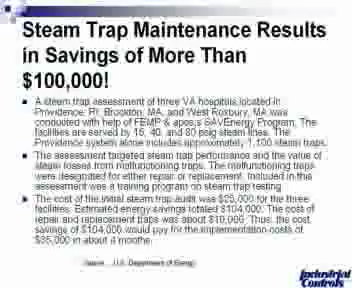 Steam Trap Maintenance Results
in Savings of More Than
$100,000!
A steam trap assessment of three VA hospitals located in
Providence, RI, Brockton, MA, and West Roxbury, MA was
conducted with help of FEMP & apos;s SAVEnergy Program. The
facilities are served by 15, 40, and 80 psig steam lines. The
Providence system alone includes approximately 1,100 steam traps.
The assessment targeted steam trap performance and the value of
steam losses from malfunctioning traps. The malfunctioning traps
were designated for either repair or replacement. Included in this
assessment was a training program on steam trap testing.
The cost of the initial steam trap audit was $25,000 for the three
facilities. Estimated energy savings totaled $104,000. The cost of
repair and replacement traps was about $10,000. Thus, the cost
savings of $104,000 would pay for the implementation costs of
$35,000 in about 4 months.
Source: U.S. Department of Energy
Industrial
Controls